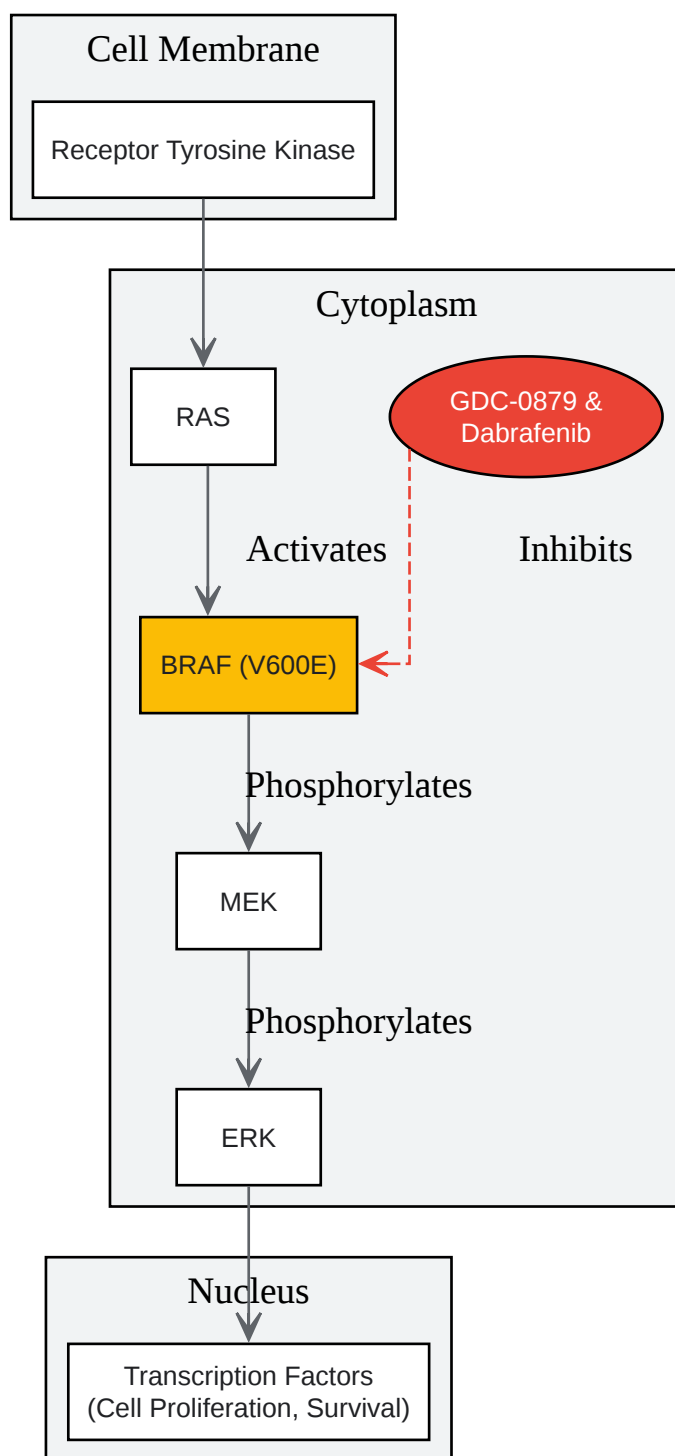 Cell Membrane
Receptor Tyrosine Kinase
Cytoplasm
RAS
GDC-0879 &
Dabrafenib
Activates
Inhibits
BRAF (V600E)
Phosphorylates
MEK
Phosphorylates
ERK
Nucleus
Transcription Factors
(Cell Proliferation, Survival)